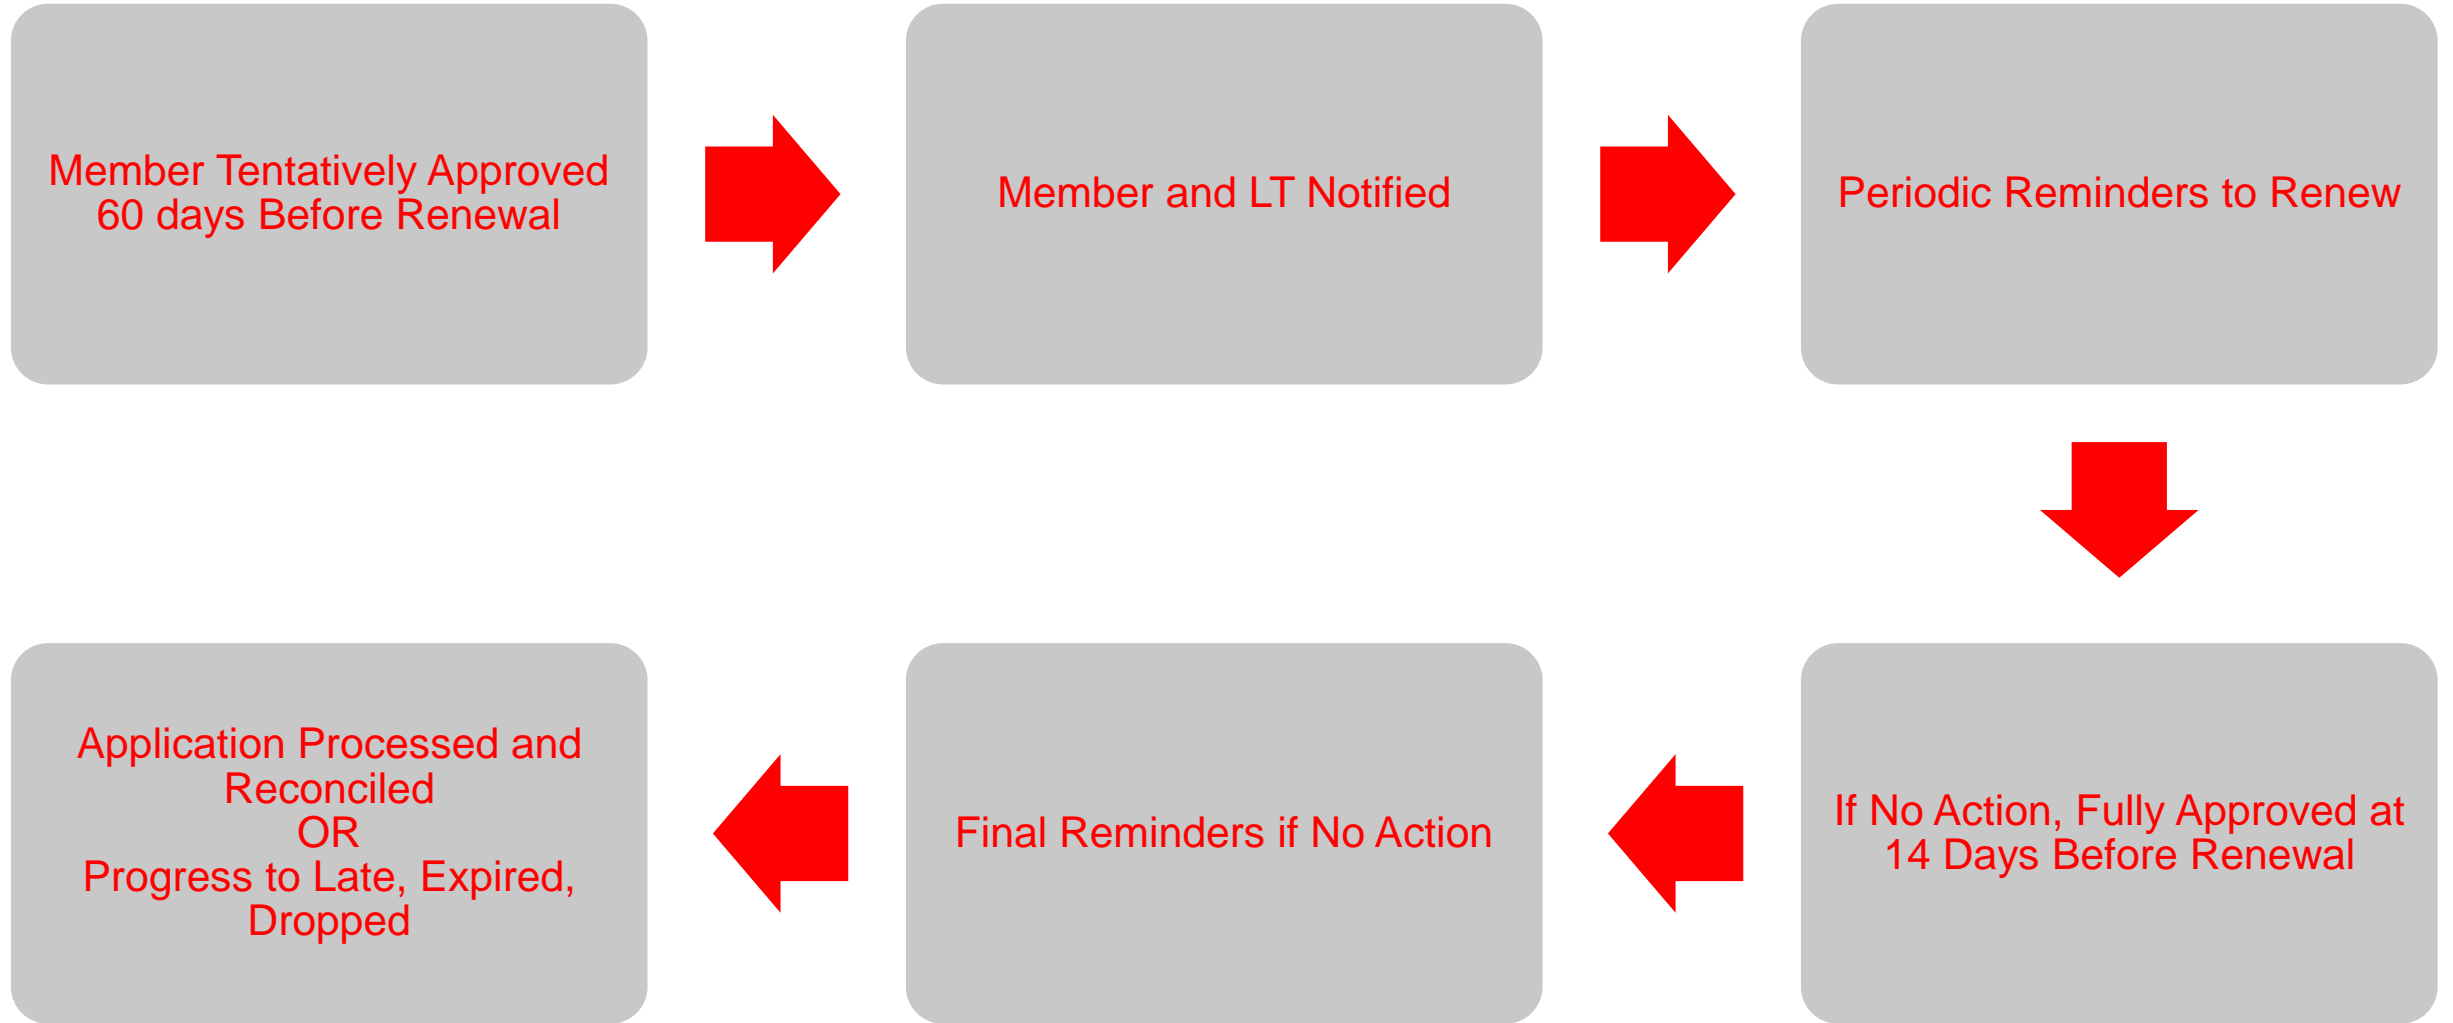 Member Tentatively Approved
60 days Before Renewal
Member and LT Notified
Periodic Reminders to Renew
If No Action, Fully Approved at
14 Days Before Renewal
Final Reminders if No Action
Application Processed and
Reconciled
OR
Progress to Late, Expired,
Dropped